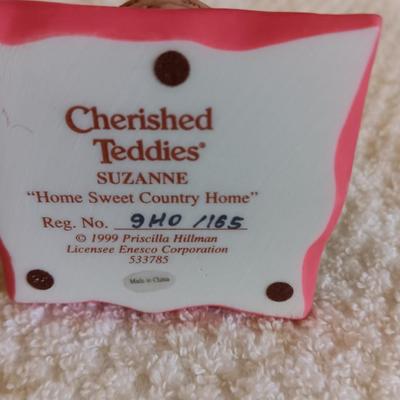 Cherished
Teddies®
SUZANNE
"Home Sweet Country Home"
Reg. No. 9H0 /165
© 1999 Priscilla Hillman
Licensee Enesco Corporation
533785
Made in China